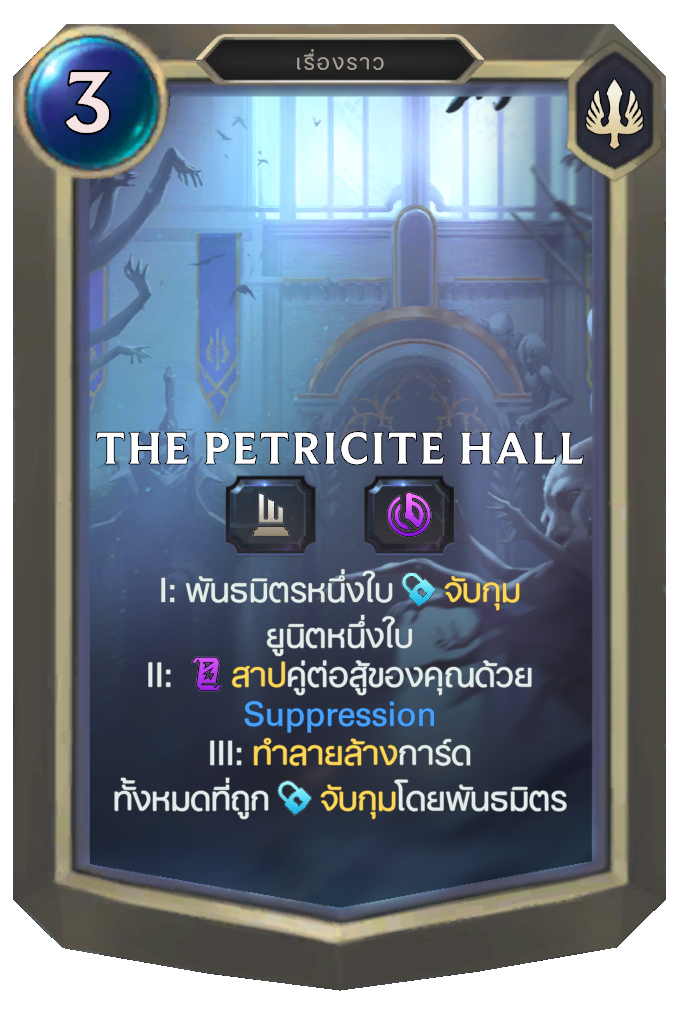 3
เรื่องราว
THE PETRICITE HALL
I: พันธมิตรหนึ่งใบ จับกุม
ยูนิตหนึ่งใบ
II: สาปคู่ต่อสู้ของคุณด้วย
Suppression
III: ทำลายล้างการ์ด
ทั้งหมดที่ถูก จับกุมโดยพันธมิตร